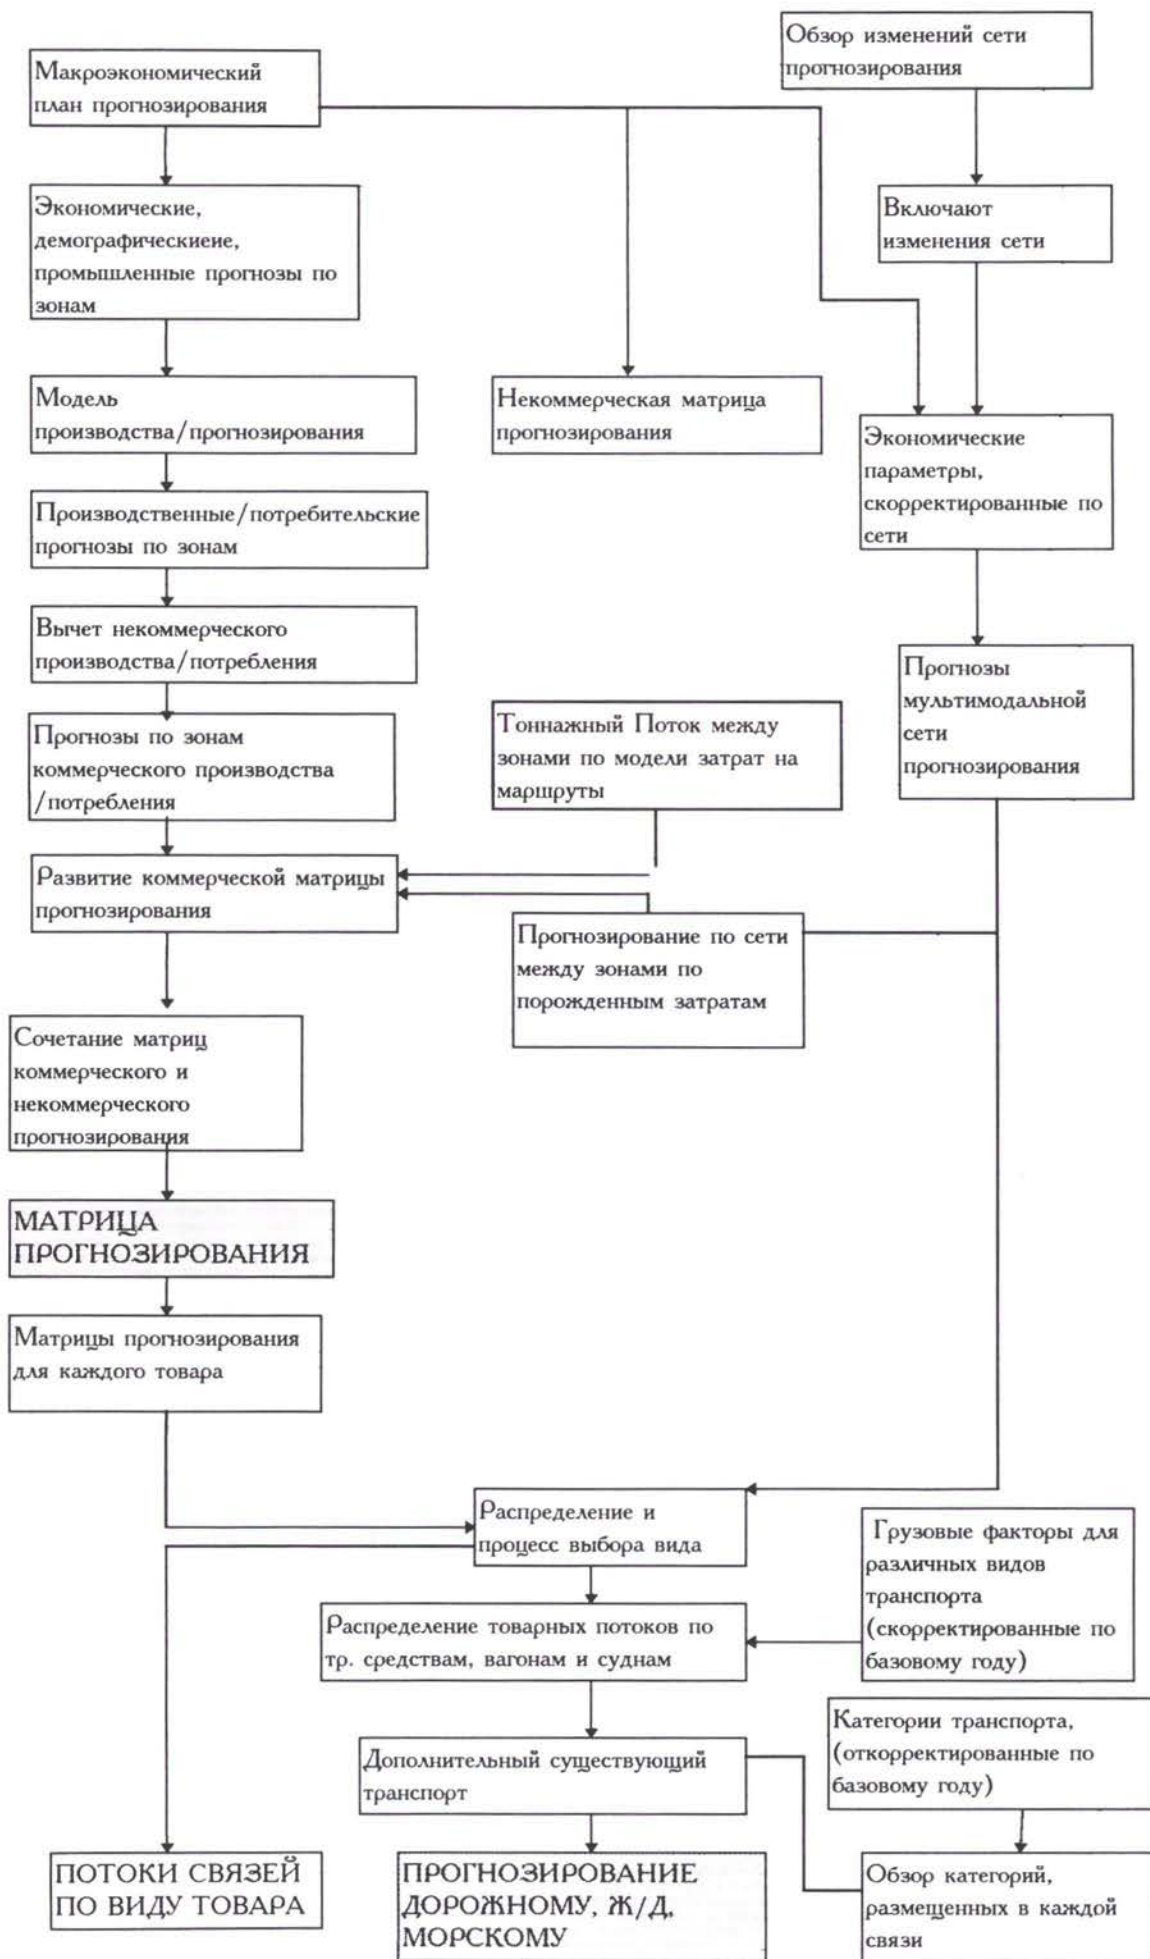 Обзор изменений сети
прогнозирования
Макроэкономический
план прогнозирования
Экономические,
демографическиеие,
промышленные прогнозы по
зонам
Включают
изменения сети
Модель
производства/прогнозирования
Некоммерческая матрица
прогнозирования
Экономические
параметры,
скорректированные по
сети
Производственные/потребительские
прогнозы по зонам
Вычет некоммерческого
производства/потребления
Прогнозы
мультимодальной
сети
прогнозирования
Прогнозы по зонам
коммерческого производства
/потребления
Тоннажный Поток между
зонами по модели затрат на
маршруты
Развитие коммерческой матрицы
прогнозирования
Прогнозирование по сети
между зонами по
порожденным затратам
Сочетание матриц
коммерческого и
некоммерческого
прогнозирования
МАТРИЦА
ПРОГНОЗИРОВАНИЯ
Матрицы прогнозирования
для каждого товара
Распределение и
процесс выбора вида
Грузовые факторы для
различных видов
транспорта
(скорректированные по
базовому году)
Распределение товарных потоков по
тр. средствам, вагонам и суднам
Категории транспорта,
(откорректированные по
базовому году)
Дополнительный существующий
транспорт
ПОТОКИ СВЯЗЕЙ
ПО ВИДУ ТОВАРА
ПРОГНОЗИРОВАНИЕ
ДОРОЖНОМУ, Ж/Д,
МОРСКОМУ
Обзор категорий,
размещенных в каждой
связи